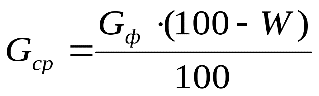 G_ср = G_ф ·(100 - W) / 100